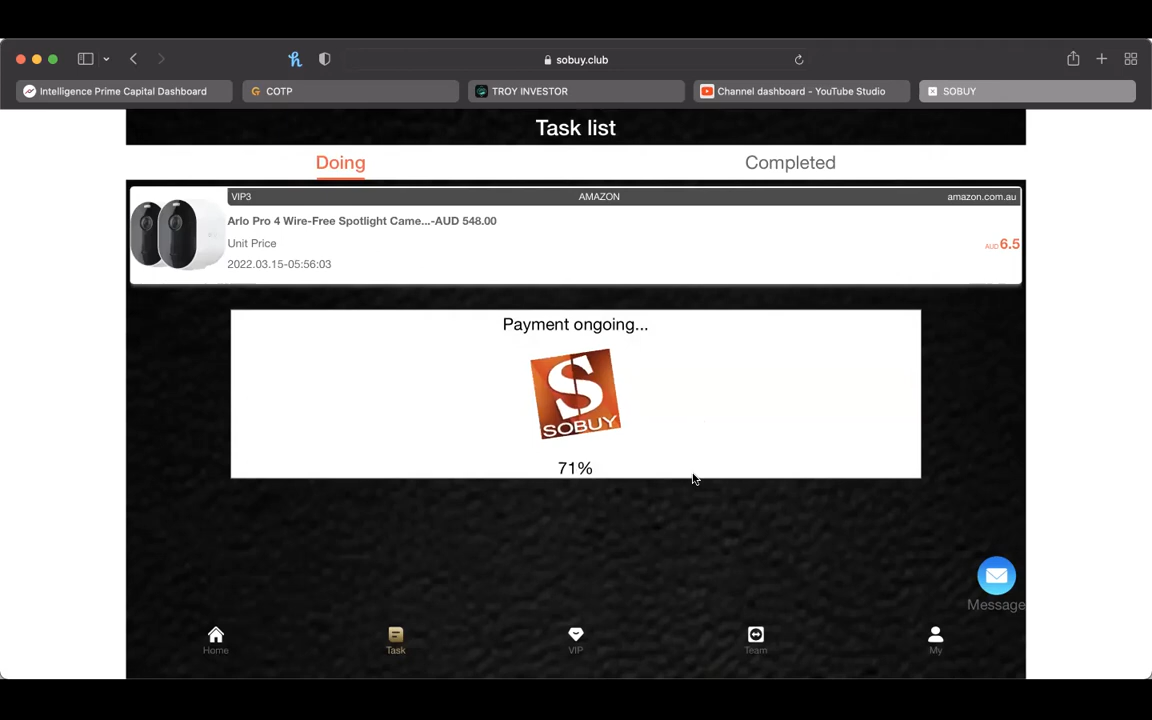 sobuy.club
Intelligence Prime Capital Dashboard
COTP
TROY INVESTOR
Channel dashboard - YouTube Studio
SOBUY
Task list
Doing
Completed
VIP3
AMAZON
amazon.com.au
Arlo Pro 4 Wire-Free Spotlight Came...-AUD 548.00
Unit Price
AUD 6.5
2022.03.15-05:56:03
Payment ongoing...
S
SOBUY
71%
Message
Home
Task
VIP
Team
My